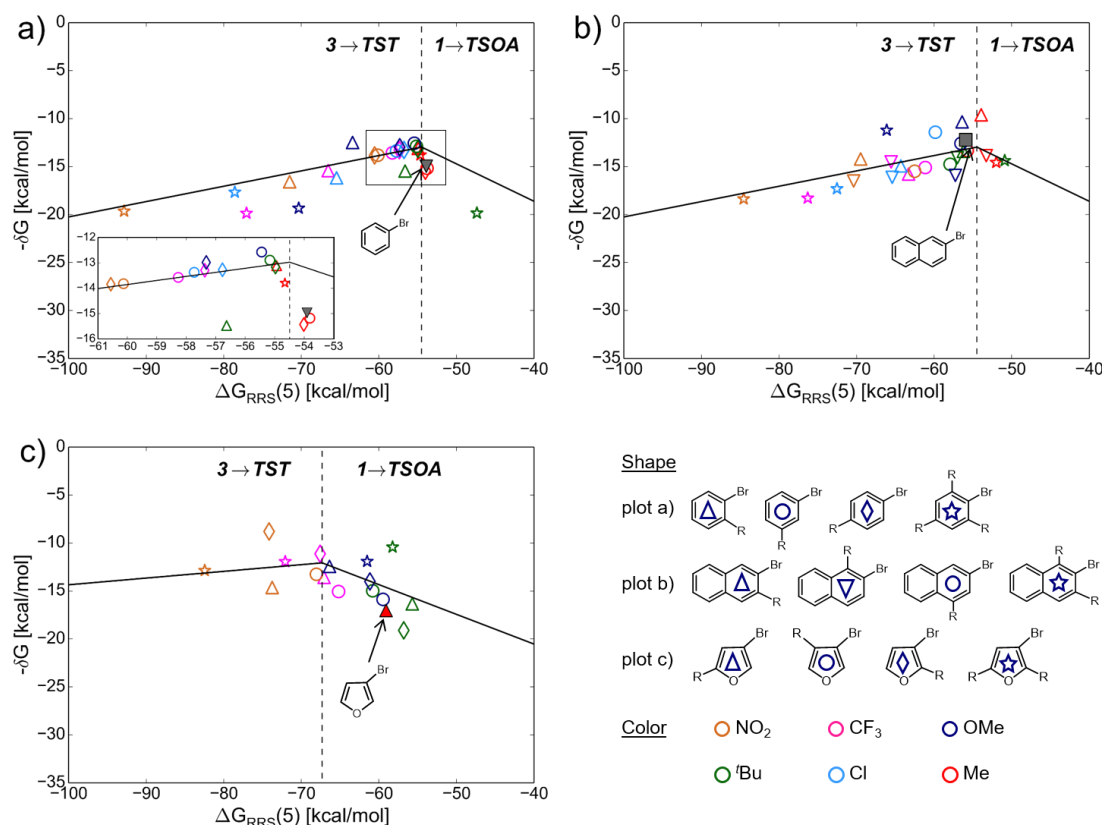 a)
3→TST
1→TSOA
0
−5
−10
−15
−20
−25
−30
−35
-δG [kcal/mol]
Br
−12
−13
−14
−15
−16
−61 −60 −59 −58 −57 −56 −55 −54 −53
−100 −90 −80 −70 −60 −50 −40
ΔG_RRS(5) [kcal/mol]
b)
3→TST
1→TSOA
0
−5
−10
−15
−20
−25
−30
−35
-δG [kcal/mol]
Br
−100 −90 −80 −70 −60 −50 −40
ΔG_RRS(5) [kcal/mol]
c)
3→TST
1→TSOA
0
−5
−10
−15
−20
−25
−30
−35
-δG [kcal/mol]
Br
O
−100 −90 −80 −70 −60 −50 −40
ΔG_RRS(5) [kcal/mol]
Shape
plot a)
Br R
Br R
Br R
R Br R R
plot b)
Br R
R Br
Br R
R Br R
plot c)
Br R O
R Br O
Br O R
Br R O R
Color
NO₂ CF₃ OMe
ᵗBu Cl Me